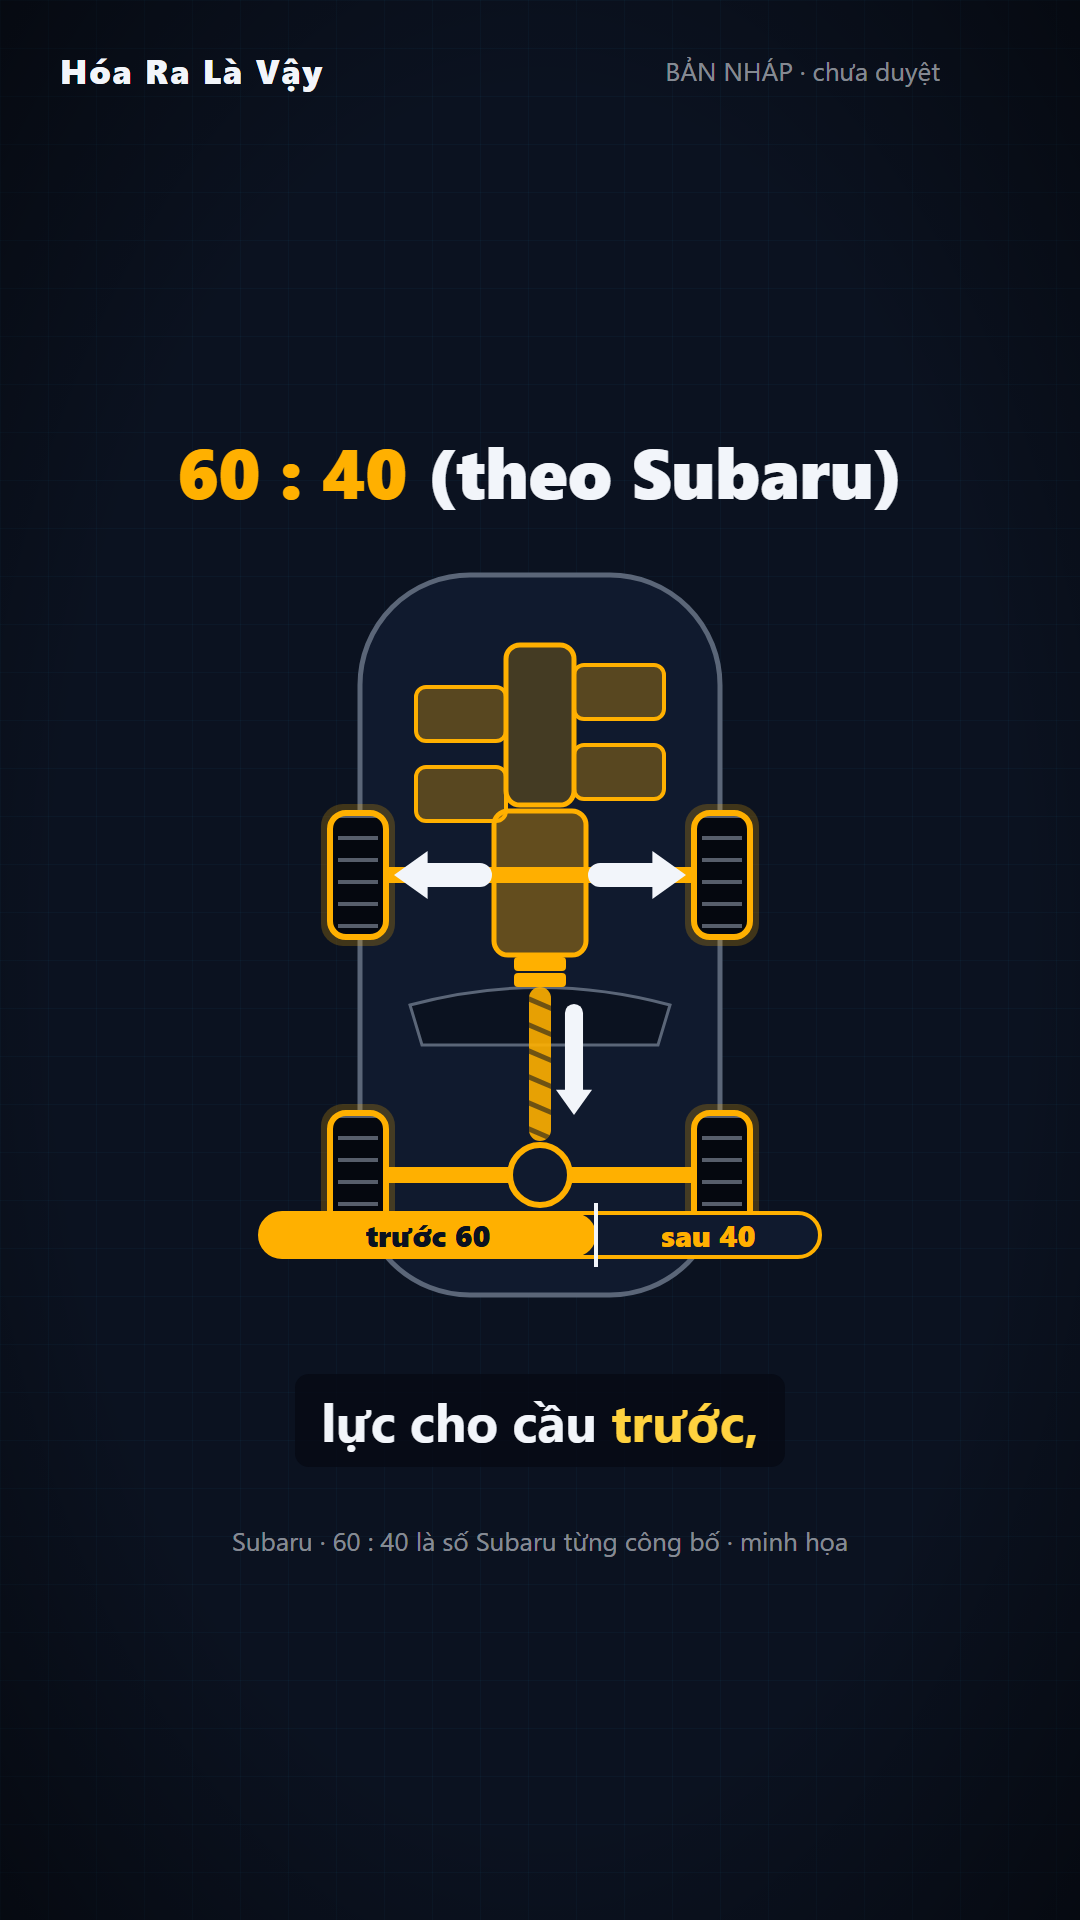 Hóa Ra Là Vậy
BẢN NHÁP · chưa duyệt
60 : 40 (theo Subaru)
trước 60
sau 40
lực cho cầu trước,
Subaru · 60 : 40 là số Subaru từng công bố · minh họa